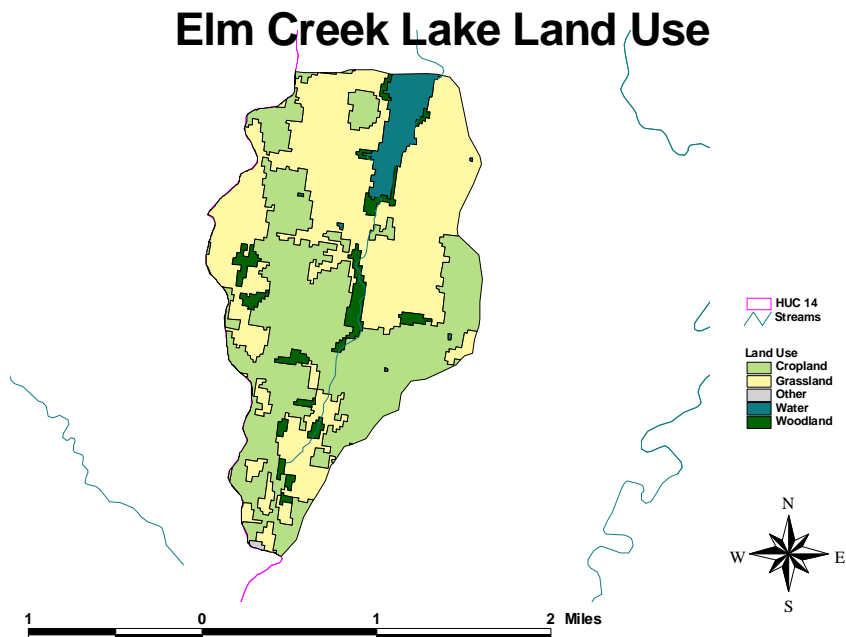 Elm Creek Lake Land Use
HUC 14
Streams
Land Use
Cropland
Grassland
Other
Water
Woodland
N
W E
S
1 0 1 2 Miles